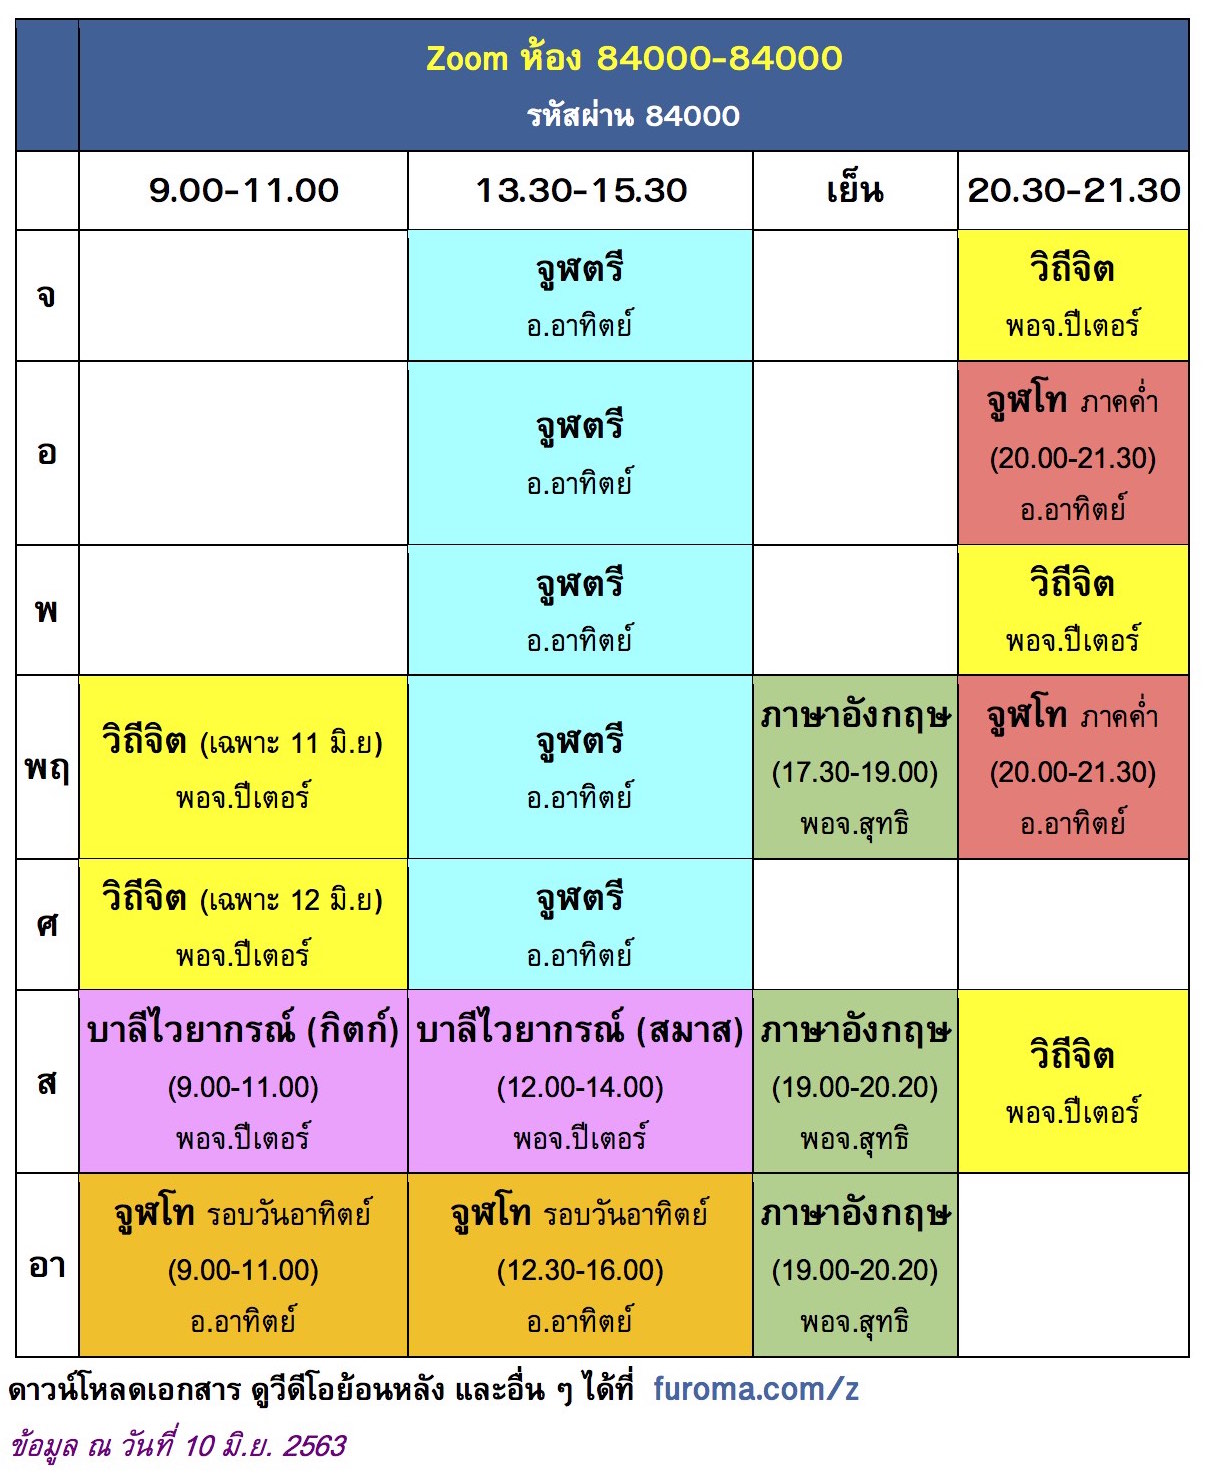 Zoom ห้อง 84000-84000
รหัสผ่าน 84000
9.00-11.00 13.30-15.30 เย็น 20.30-21.30
จ
จูฬตรี
อ.อาทิตย์
วิถีจิต
พอจ.ปีเตอร์
อ
จูฬตรี
อ.อาทิตย์
จูฬโท ภาคค่ำ
(20.00-21.30)
อ.อาทิตย์
พ
จูฬตรี
อ.อาทิตย์
วิถีจิต
พอจ.ปีเตอร์
พฤ
วิถีจิต (เฉพาะ 11 มิ.ย)
พอจ.ปีเตอร์
จูฬตรี
อ.อาทิตย์
ภาษาอังกฤษ
(17.30-19.00)
พอจ.สุทธิ
จูฬโท ภาคค่ำ
(20.00-21.30)
อ.อาทิตย์
ศ
วิถีจิต (เฉพาะ 12 มิ.ย)
พอจ.ปีเตอร์
จูฬตรี
อ.อาทิตย์
ส
บาลีไวยากรณ์ (กิตก์)
(9.00-11.00)
พอจ.ปีเตอร์
บาลีไวยากรณ์ (สมาส)
(12.00-14.00)
พอจ.ปีเตอร์
ภาษาอังกฤษ
(19.00-20.20)
พอจ.สุทธิ
วิถีจิต
พอจ.ปีเตอร์
อา
จูฬโท รอบวันอาทิตย์
(9.00-11.00)
อ.อาทิตย์
จูฬโท รอบวันอาทิตย์
(12.30-16.00)
อ.อาทิตย์
ภาษาอังกฤษ
(19.00-20.20)
พอจ.สุทธิ
ดาวน์โหลดเอกสาร ดูวีดีโอย้อนหลัง และอื่น ๆ ได้ที่ furoma.com/z
ข้อมูล ณ วันที่ 10 มิ.ย. 2563